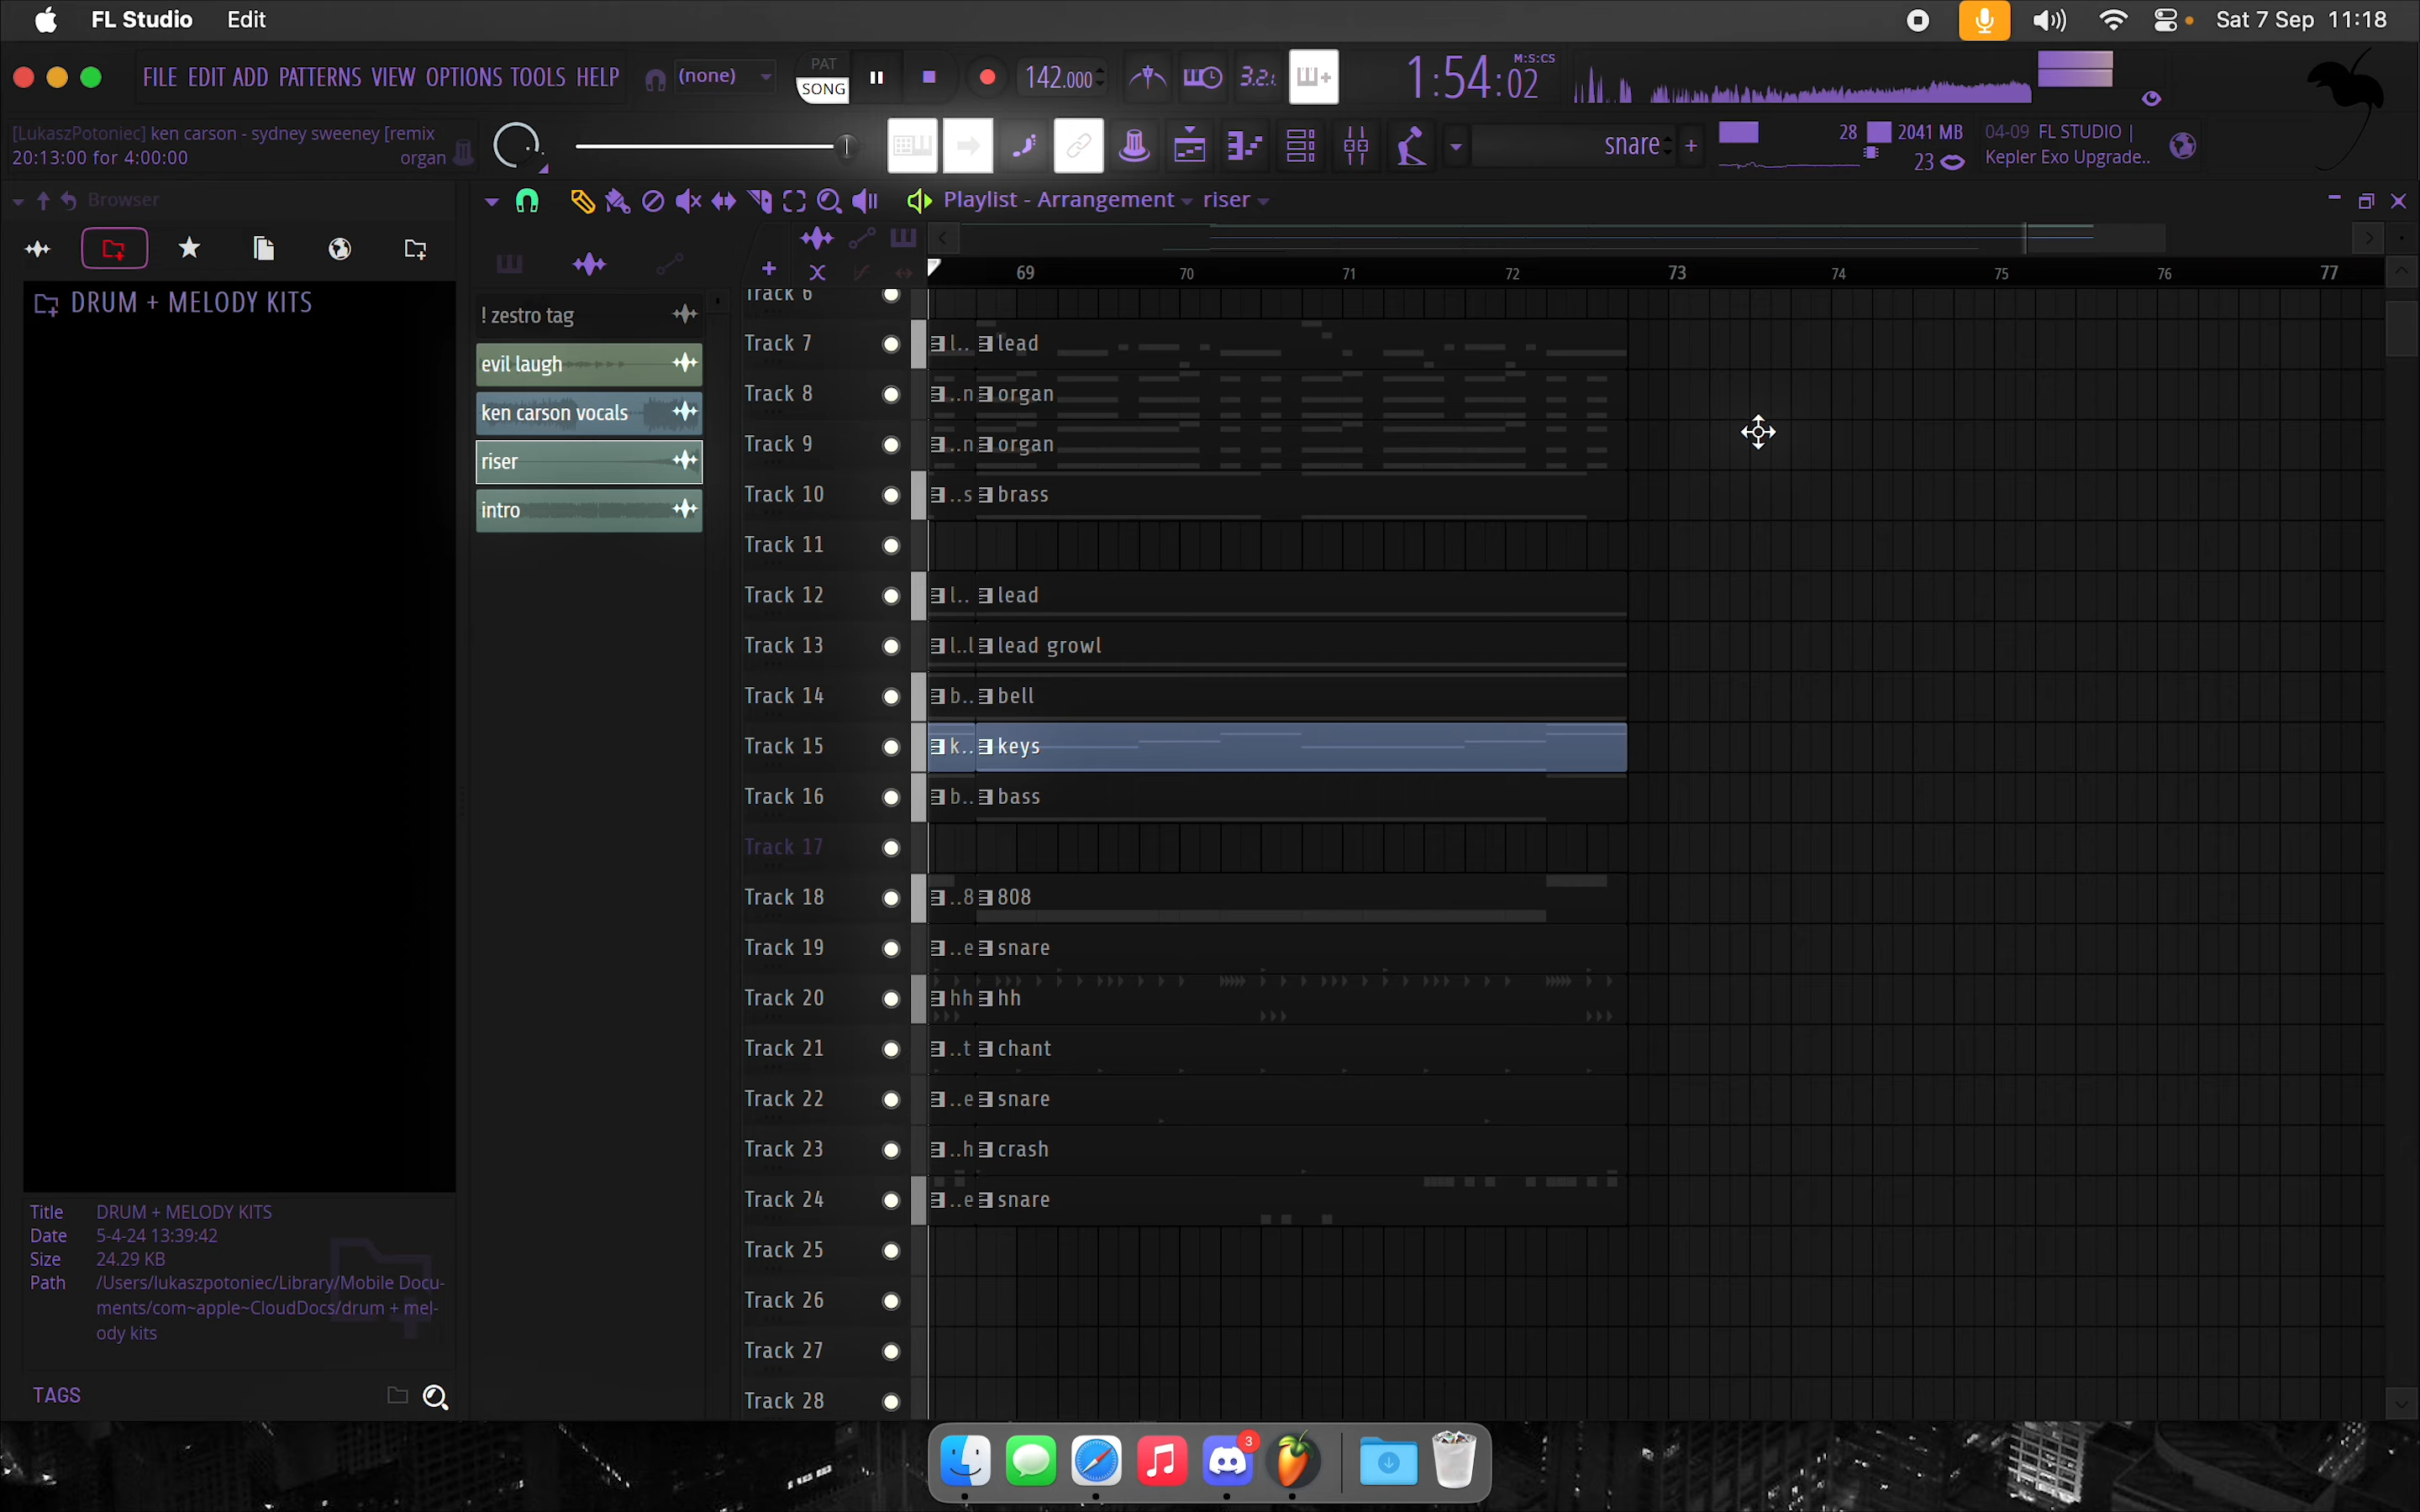 FL Studio Edit Sat 7 Sep 11:18
FILE EDIT ADD PATTERNS VIEW OPTIONS TOOLS HELP (none) PAT SONG 142.000 3.2. 1:54:02 M:S:CS
[LukaszPotoniec] ken carson - sydney sweeney [remix
20:13:00 for 4:00:00 organ
snare 28 2041 MB 23
04-09 FL STUDIO |
Kepler Exo Upgrade..
Browser
Playlist - Arrangement riser
DRUM + MELODY KITS
! zestro tag
evil laugh
ken carson vocals
riser
intro
69 70 71 72 73 74 75 76 77
Track 6
Track 7 l.. lead
Track 8 ..n organ
Track 9 ..n organ
Track 10 ..s brass
Track 11
Track 12 l.. lead
Track 13 l..l lead growl
Track 14 b.. bell
Track 15 k.. keys
Track 16 b.. bass
Track 17
Track 18 ..8 808
Track 19 ..e snare
Track 20 hh hh
Track 21 ..t chant
Track 22 ..e snare
Track 23 ..h crash
Track 24 ..e snare
Track 25
Track 26
Track 27
Track 28
Title DRUM + MELODY KITS
Date 5-4-24 13:39:42
Size 24.29 KB
Path /Users/lukaszpotoniec/Library/Mobile Docu-
ments/com~apple~CloudDocs/drum + mel-
ody kits
TAGS
3